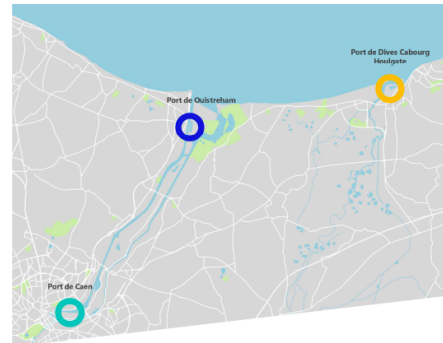 Port de Dives Cabourg
Houlgate
Port de Ouistreham
Port de Caen